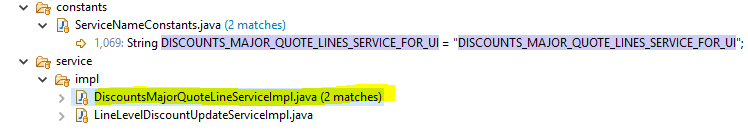 constants
ServiceNameConstants.java (2 matches)
1,069: String DISCOUNTS_MAJOR_QUOTE_LINES_SERVICE_FOR_UI = "DISCOUNTS_MAJOR_QUOTE_LINES_SERVICE_FOR_UI";
service
impl
DiscountsMajorQuoteLineServiceImpl.java (2 matches)
LineLevelDiscountUpdateServiceImpl.java